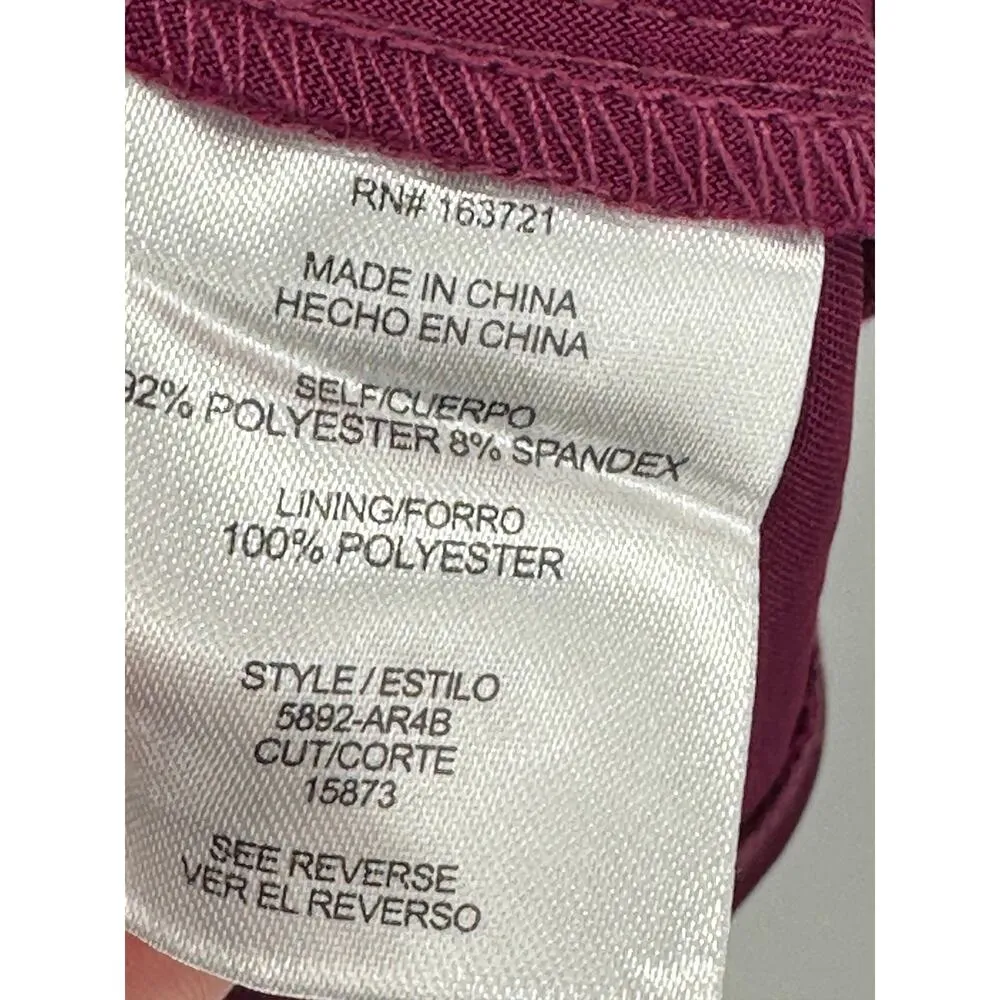 RN# 163721
MADE IN CHINA
HECHO EN CHINA
SELF/CUERPO
92% POLYESTER 8% SPANDEX
LINING/FORRO
100% POLYESTER
STYLE / ESTILO
5892-AR4B
CUT/CORTE
15873
SEE REVERSE
VER EL REVERSO